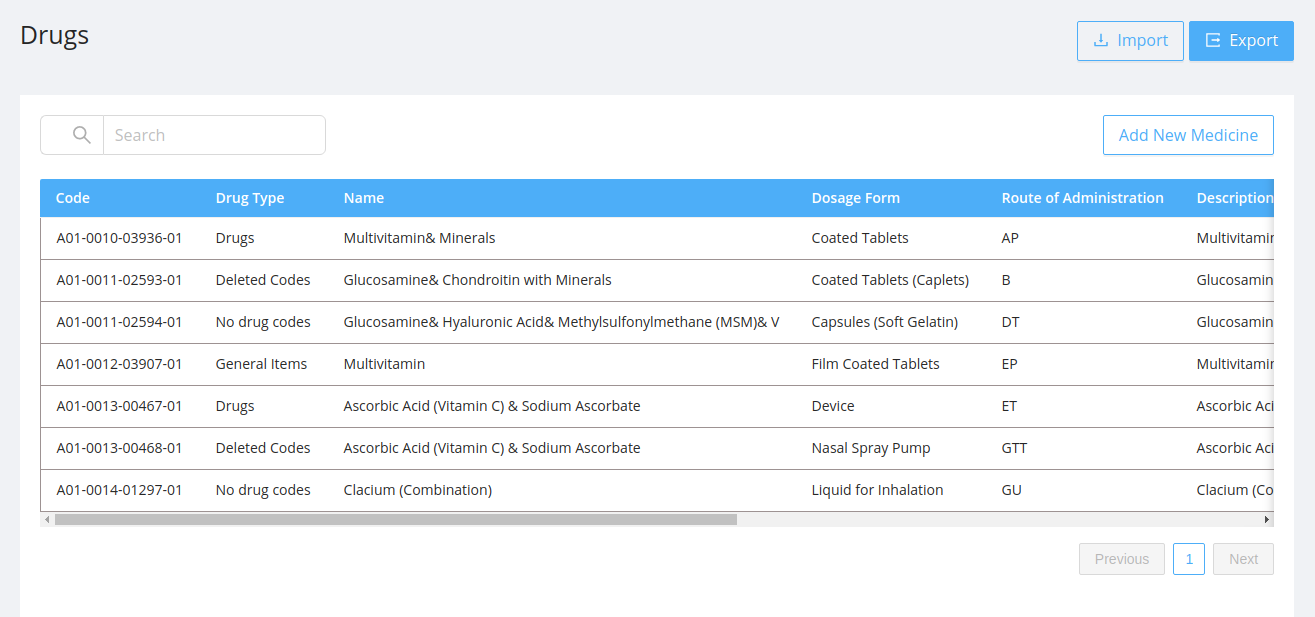 Drugs
Import Export
Search Add New Medicine
Code Drug Type Name Dosage Form Route of Administration Description
A01-0010-03936-01 Drugs Multivitamin& Minerals Coated Tablets AP Multivitamin
A01-0011-02593-01 Deleted Codes Glucosamine& Chondroitin with Minerals Coated Tablets (Caplets) B Glucosamin
A01-0011-02594-01 No drug codes Glucosamine& Hyaluronic Acid& Methylsulfonylmethane (MSM)& V Capsules (Soft Gelatin) DT Glucosamin
A01-0012-03907-01 General Items Multivitamin Film Coated Tablets EP Multivitamin
A01-0013-00467-01 Drugs Ascorbic Acid (Vitamin C) & Sodium Ascorbate Device ET Ascorbic Aci
A01-0013-00468-01 Deleted Codes Ascorbic Acid (Vitamin C) & Sodium Ascorbate Nasal Spray Pump GTT Ascorbic Aci
A01-0014-01297-01 No drug codes Clacium (Combination) Liquid for Inhalation GU Clacium (Co
Previous 1 Next